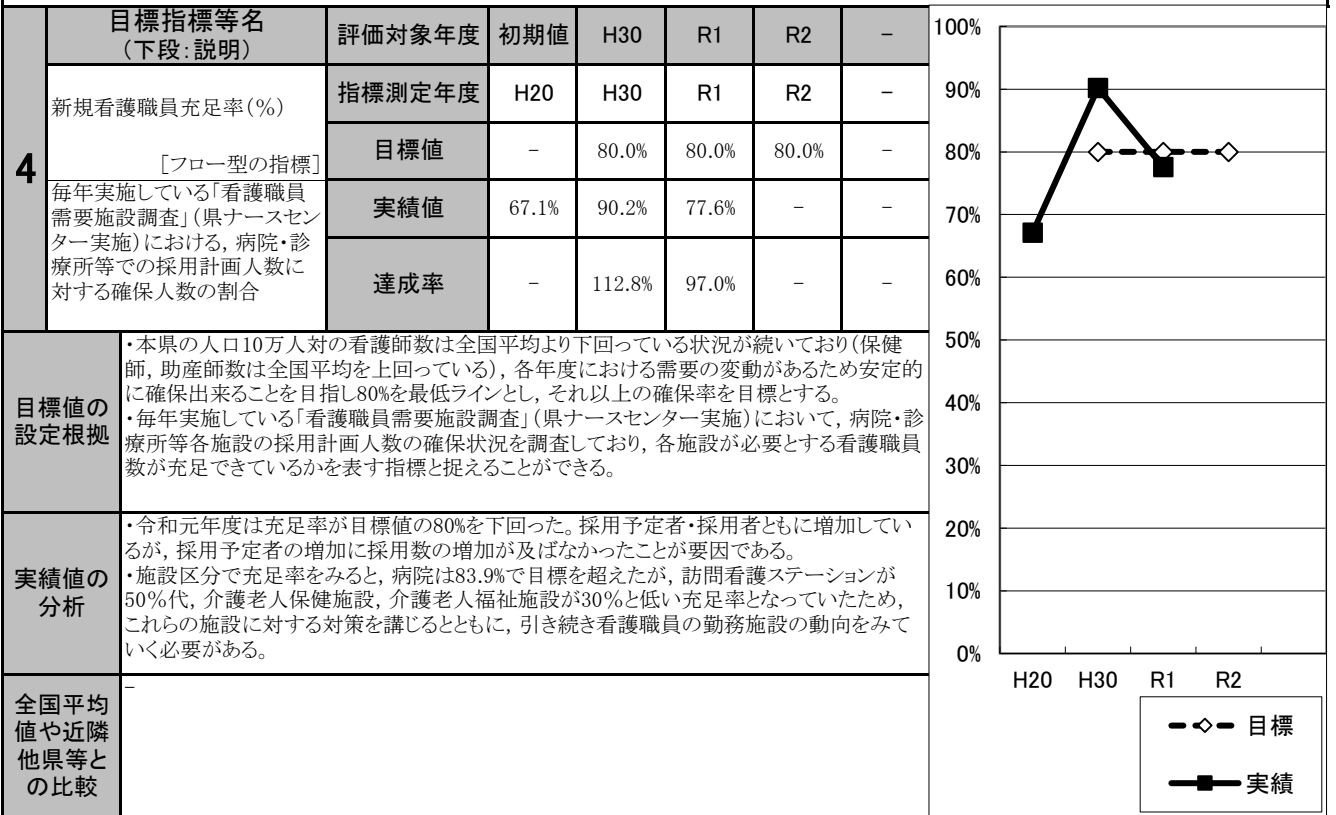 4
目標指標等名
(下段:説明)
評価対象年度 初期値 H30 R1 R2 -
新規看護職員充足率(%)
[フロー型の指標]
指標測定年度 H20 H30 R1 R2 -
目標値 - 80.0% 80.0% 80.0% -
毎年実施している「看護職員
需要施設調査」(県ナースセン
ター実施)における, 病院・診
療所等での採用計画人数に
対する確保人数の割合
実績値 67.1% 90.2% 77.6% - -
達成率 - 112.8% 97.0% - -
目標値の
設定根拠
・本県の人口10万人対の看護師数は全国平均より下回っている状況が続いており(保健
師, 助産師数は全国平均を上回っている), 各年度における需要の変動があるため安定的
に確保出来ることを目指し80%を最低ラインとし, それ以上の確保率を目標とする。
・毎年実施している「看護職員需要施設調査」(県ナースセンター実施)において, 病院・診
療所等各施設の採用計画人数の確保状況を調査しており, 各施設が必要とする看護職員
数が充足できているかを表す指標と捉えることができる。
実績値の
分析
・令和元年度は充足率が目標値の80%を下回った。採用予定者・採用者ともに増加してい
るが, 採用予定者の増加に採用数の増加が及ばなかったことが要因である。
・施設区分で充足率をみると, 病院は83.9%で目標を超えたが, 訪問看護ステーションが
50%代, 介護老人保健施設, 介護老人福祉施設が30%と低い充足率となっていたため,
これらの施設に対する対策を講じるとともに, 引き続き看護職員の勤務施設の動向をみて
いく必要がある。
全国平均
値や近隣
他県等と
の比較
-
100%
90%
80%
70%
60%
50%
40%
30%
20%
10%
0%
H20 H30 R1 R2
目標
実績